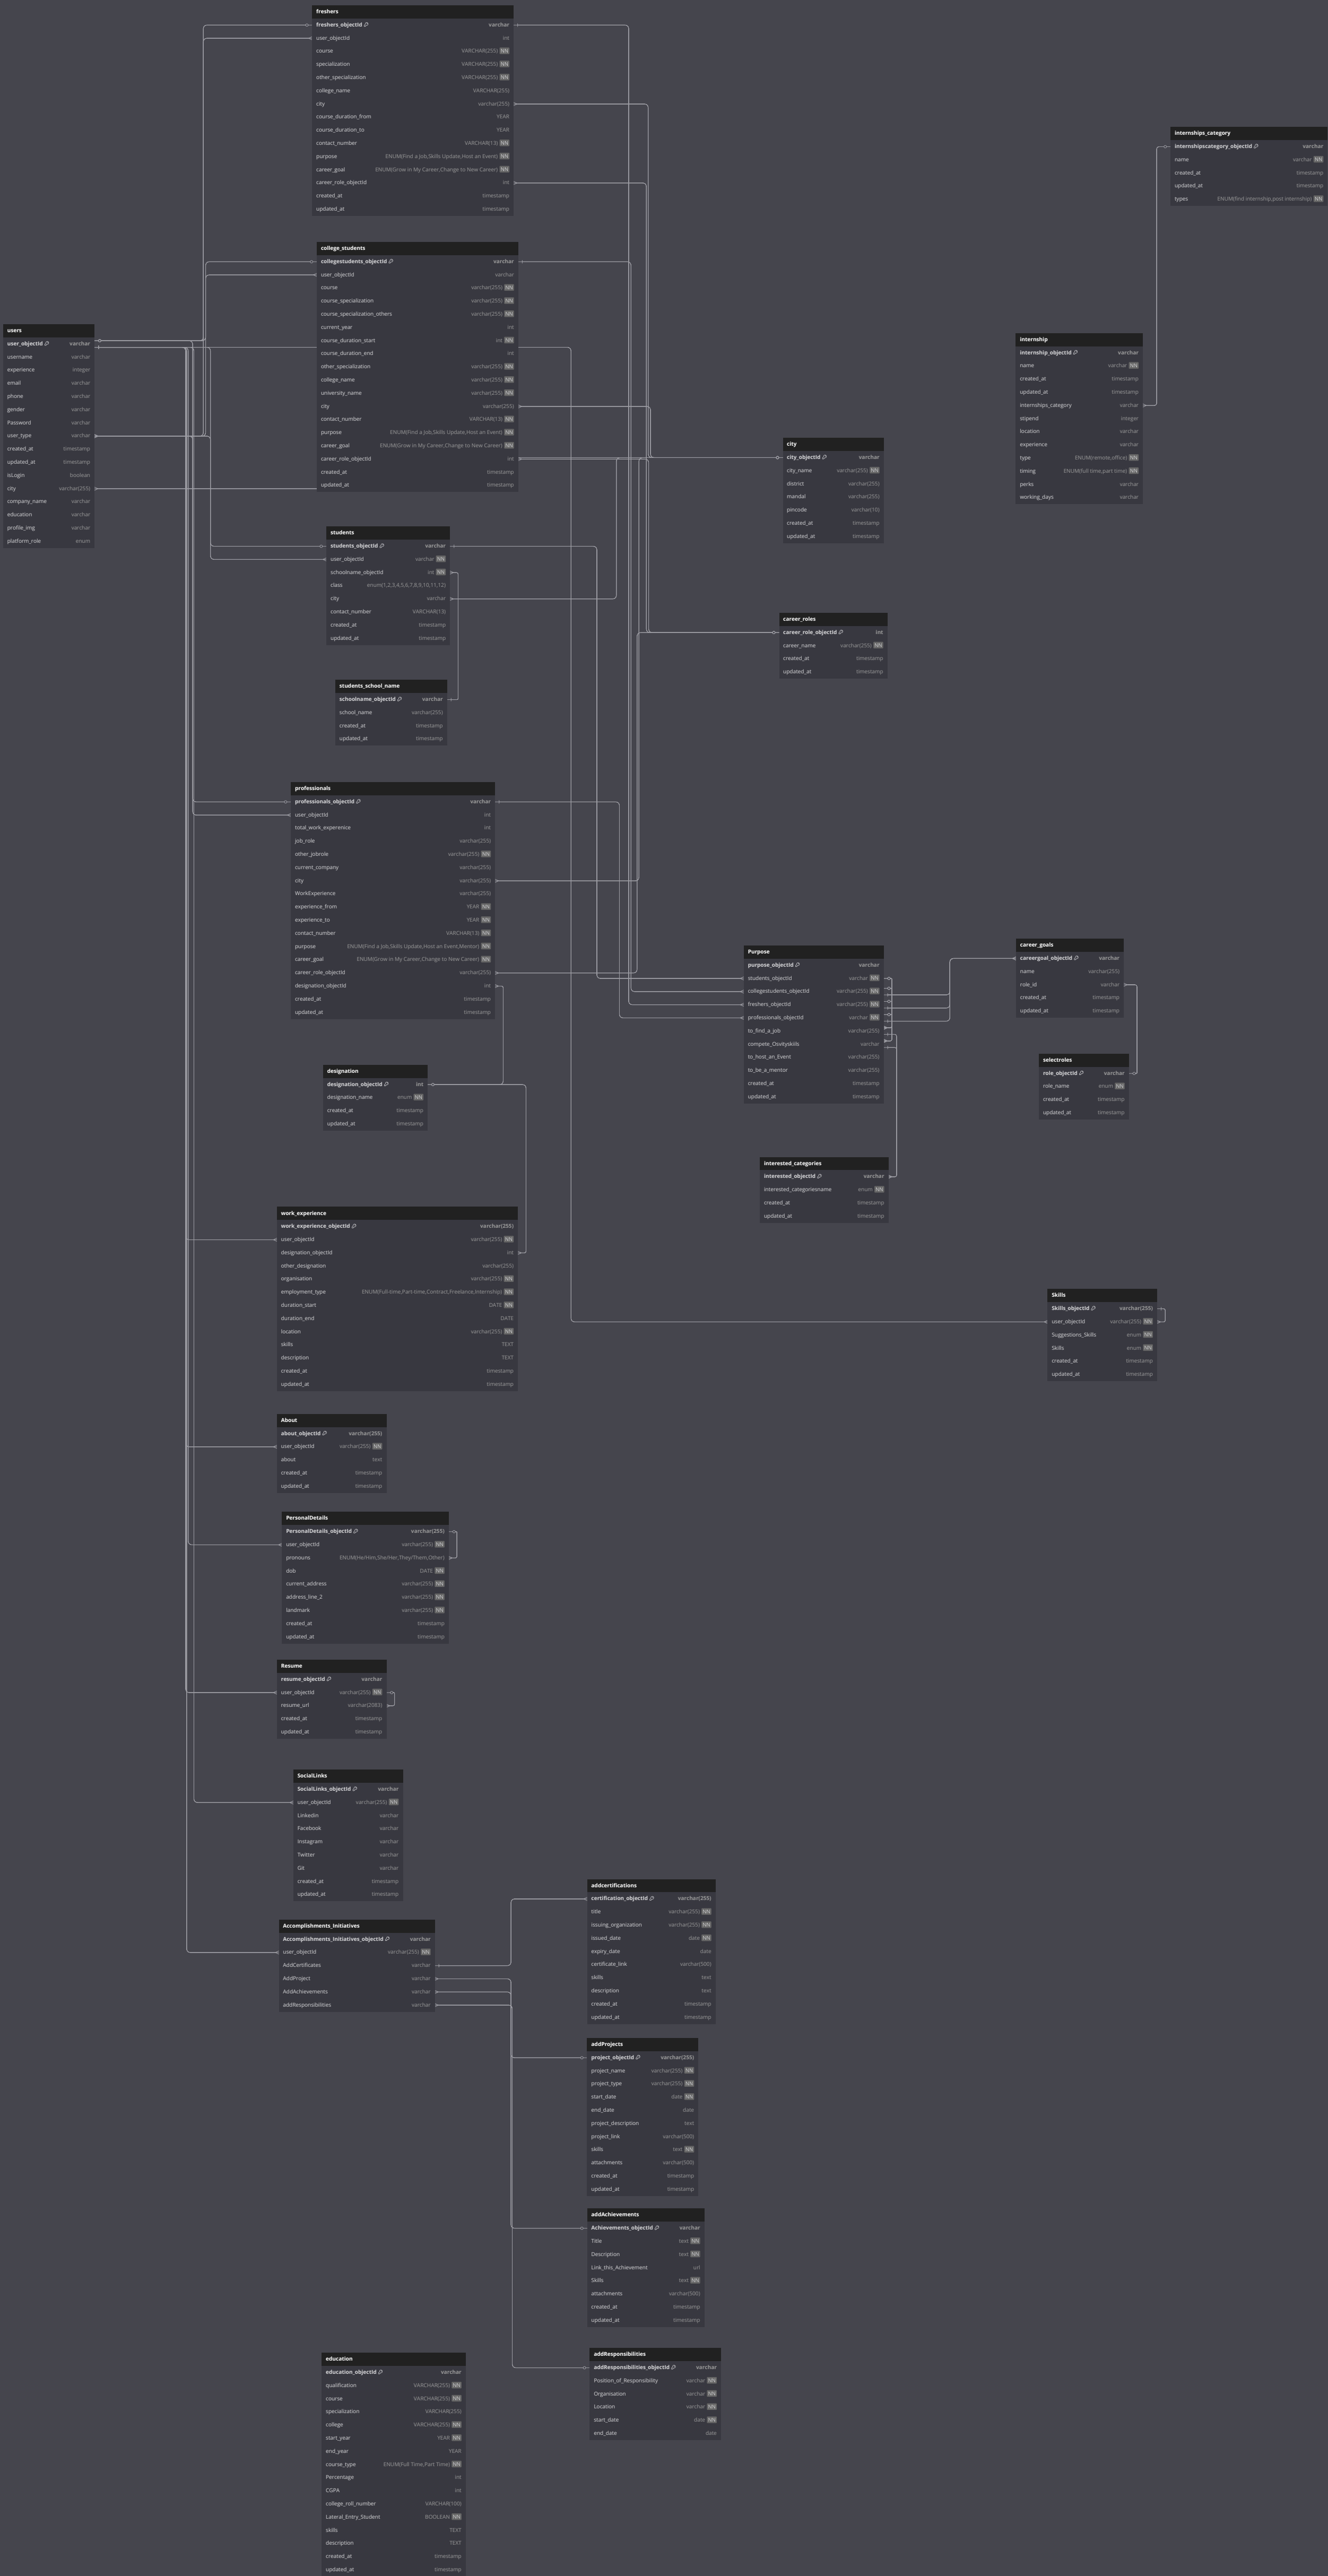 freshers
freshers_objectId varchar
user_objectId int
course VARCHAR(255) NN
specialization VARCHAR(255) NN
other_specialization VARCHAR(255) NN
college_name VARCHAR(255)
city varchar(255)
course_duration_from YEAR
course_duration_to YEAR
contact_number VARCHAR(13) NN
purpose ENUM(Find a Job,Skills Update,Host an Event) NN
career_goal ENUM(Grow in My Career,Change to New Career) NN
career_role_objectId int
created_at timestamp
updated_at timestamp
internships_category
internshipscategory_objectId varchar
name varchar NN
created_at timestamp
updated_at timestamp
types ENUM(find internship,post internship) NN
college_students
collegestudents_objectId varchar
user_objectId varchar
course varchar(255) NN
course_specialization varchar(255) NN
course_specialization_others varchar(255) NN
current_year int
course_duration_start int NN
course_duration_end int
other_specialization varchar(255) NN
college_name varchar(255) NN
university_name varchar(255) NN
city varchar(255)
contact_number VARCHAR(13) NN
purpose ENUM(Find a Job,Skills Update,Host an Event) NN
career_goal ENUM(Grow in My Career,Change to New Career) NN
career_role_objectId int
created_at timestamp
updated_at timestamp
users
user_objectId varchar
username varchar
experience integer
email varchar
phone varchar
gender varchar
Password varchar
user_type varchar
created_at timestamp
updated_at timestamp
isLogin boolean
city varchar(255)
company_name varchar
education varchar
profile_img varchar
platform_role enum
internship
internship_objectId varchar
name varchar NN
created_at timestamp
updated_at timestamp
internships_category varchar
stipend integer
location varchar
experience varchar
type ENUM(remote,office) NN
timing ENUM(full time,part time) NN
perks varchar
working_days varchar
city
city_objectId varchar
city_name varchar(255) NN
district varchar(255)
mandal varchar(255)
pincode varchar(10)
created_at timestamp
updated_at timestamp
students
students_objectId varchar
user_objectId varchar NN
schoolname_objectId int NN
class enum(1,2,3,4,5,6,7,8,9,10,11,12)
city varchar
contact_number VARCHAR(13)
created_at timestamp
updated_at timestamp
career_roles
career_role_objectId int
career_name varchar(255) NN
created_at timestamp
updated_at timestamp
students_school_name
schoolname_objectId varchar
school_name varchar(255)
created_at timestamp
updated_at timestamp
professionals
professionals_objectId varchar
user_objectId int
total_work_experenice int
job_role varchar(255)
other_jobrole varchar(255) NN
current_company varchar(255)
city varchar(255)
WorkExperience varchar(255)
experience_from YEAR NN
experience_to YEAR NN
contact_number VARCHAR(13) NN
purpose ENUM(Find a Job,Skills Update,Host an Event,Mentor) NN
career_goal ENUM(Grow in My Career,Change to New Career) NN
career_role_objectId varchar(255)
designation_objectId int
created_at timestamp
updated_at timestamp
Purpose
purpose_objectId varchar
students_objectId varchar NN
collegestudents_objectId varchar(255) NN
freshers_objectId varchar(255) NN
professionals_objectId varchar NN
to_find_a_job varchar(255)
compete_Osvityskills varchar
to_host_an_Event varchar(255)
to_be_a_mentor varchar(255)
created_at timestamp
updated_at timestamp
career_goals
careergoal_objectId varchar
name varchar(255)
role_id varchar
created_at timestamp
updated_at timestamp
selectroles
role_objectId varchar
role_name enum NN
created_at timestamp
updated_at timestamp
designation
designation_objectId int
designation_name enum NN
created_at timestamp
updated_at timestamp
interested_categories
interested_objectId varchar
interested_categoriesname enum NN
created_at timestamp
updated_at timestamp
work_experience
work_experience_objectId varchar(255)
user_objectId varchar(255) NN
designation_objectId int
other_designation varchar(255)
organisation varchar(255) NN
employment_type ENUM(Full-time,Part-time,Contract,Freelance,Internship) NN
duration_start DATE NN
duration_end DATE
location varchar(255) NN
skills TEXT
description TEXT
created_at timestamp
updated_at timestamp
Skills
Skills_objectId varchar(255)
user_objectId varchar(255) NN
Suggestions_Skills enum NN
Skills enum NN
created_at timestamp
updated_at timestamp
About
about_objectId varchar(255)
user_objectId varchar(255) NN
about text
created_at timestamp
updated_at timestamp
PersonalDetails
PersonalDetails_objectId varchar(255)
user_objectId varchar(255) NN
pronouns ENUM(He/Him,She/Her,They/Them,Other)
dob DATE NN
current_address varchar(255) NN
address_line_2 varchar(255) NN
landmark varchar(255) NN
created_at timestamp
updated_at timestamp
Resume
resume_objectId varchar
user_objectId varchar(255) NN
resume_url varchar(2083)
created_at timestamp
updated_at timestamp
SocialLinks
SocialLinks_objectId varchar
user_objectId varchar(255) NN
Linkedin varchar
Facebook varchar
Instagram varchar
Twitter varchar
Git varchar
created_at timestamp
updated_at timestamp
addcertifications
certification_objectId varchar(255)
title varchar(255) NN
issuing_organization varchar(255) NN
issued_date date NN
expiry_date date
certificate_link varchar(500)
skills text
description text
created_at timestamp
updated_at timestamp
Accomplishments_Initiatives
Accomplishments_Initiatives_objectId varchar
user_objectId varchar(255) NN
AddCertificates varchar
AddProject varchar
AddAchievements varchar
addResponsibilities varchar
addProjects
project_objectId varchar(255)
project_name varchar(255) NN
project_type varchar(255) NN
start_date date NN
end_date date
project_description text
project_link varchar(500)
skills text NN
attachments varchar(500)
created_at timestamp
updated_at timestamp
addAchievements
Achievements_objectId varchar
Title text NN
Description text NN
Link_this_Achievement url
Skills text NN
attachments varchar(500)
created_at timestamp
updated_at timestamp
addResponsibilities
addResponsibilities_objectId varchar
Position_of_Responsibility varchar NN
Organisation varchar NN
Location varchar NN
start_date date NN
end_date date
education
education_objectId varchar
qualification VARCHAR(255) NN
course VARCHAR(255) NN
specialization VARCHAR(255)
college VARCHAR(255) NN
start_year YEAR NN
end_year YEAR
course_type ENUM(Full Time,Part Time) NN
Percentage int
CGPA int
college_roll_number VARCHAR(100)
Lateral_Entry_Student BOOLEAN NN
skills TEXT
description TEXT
created_at timestamp
updated_at timestamp